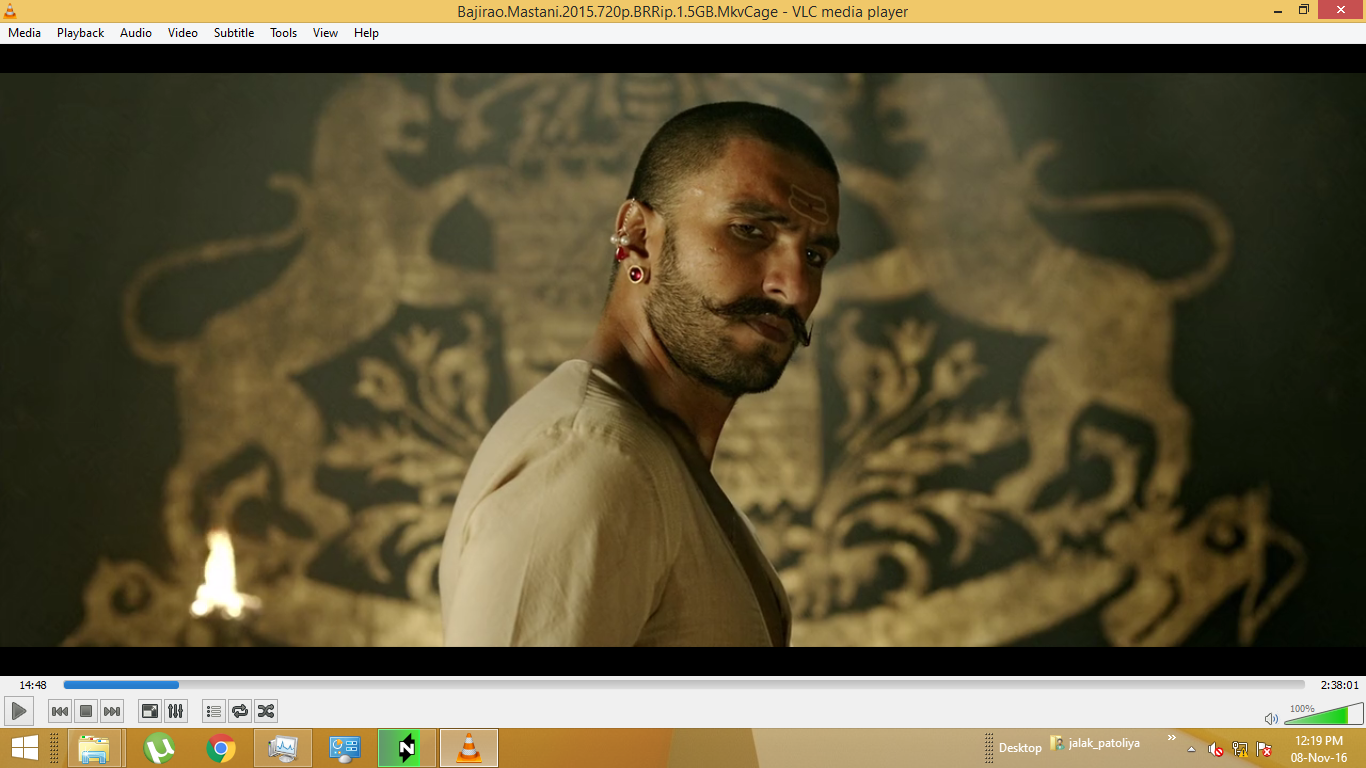 Bajirao.Mastani.2015.720p.BRRip.1.5GB.MkvCage - VLC media player
Media Playback Audio Video Subtitle Tools View Help
14:48 2:38:01
100%
Desktop jalak_patoliya » 12:19 PM
08-Nov-16